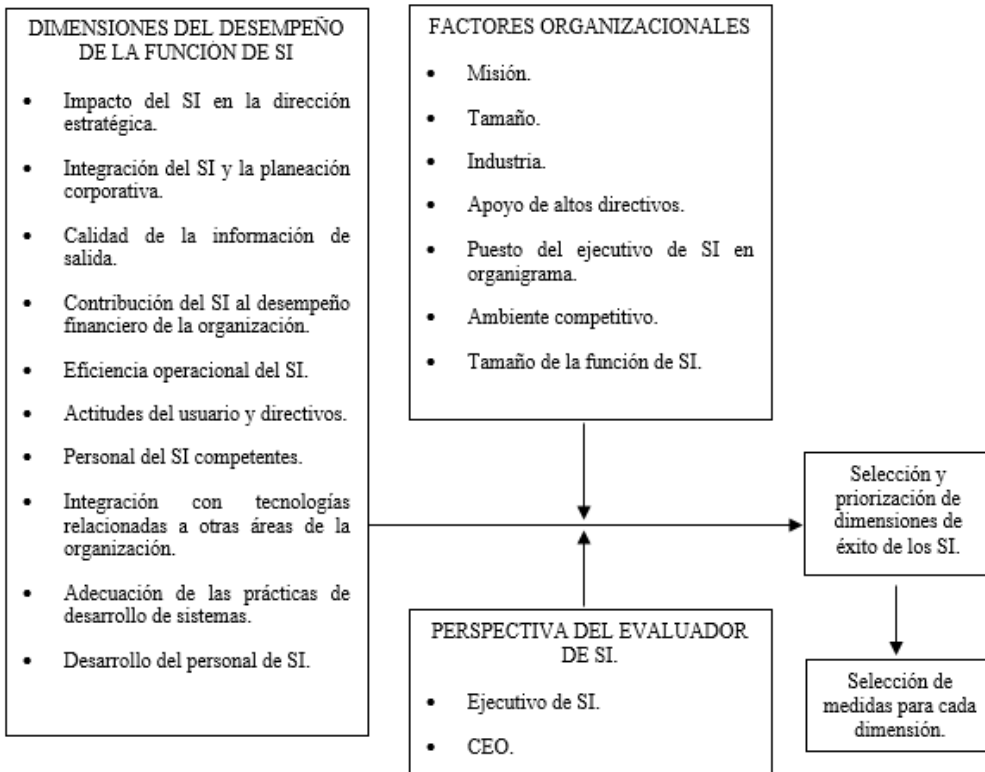 DIMENSIONES DEL DESEMPEÑO
DE LA FUNCIÓN DE SI
• Impacto del SI en la dirección
estratégica.
• Integración del SI y la planeación
corporativa.
• Calidad de la información de
salida.
• Contribución del SI al desempeño
financiero de la organización.
• Eficiencia operacional del SI.
• Actitudes del usuario y directivos.
• Personal del SI competentes.
• Integración con tecnologías
relacionadas a otras áreas de la
organización.
• Adecuación de las prácticas de
desarrollo de sistemas.
• Desarrollo del personal de SI.
FACTORES ORGANIZACIONALES
• Misión.
• Tamaño.
• Industria.
• Apoyo de altos directivos.
• Puesto del ejecutivo de SI en
organigrama.
• Ambiente competitivo.
• Tamaño de la función de SI.
PERSPECTIVA DEL EVALUADOR
DE SI.
• Ejecutivo de SI.
• CEO.
Selección y
priorización de
dimensiones de
éxito de los SI.
Selección de
medidas para cada
dimensión.